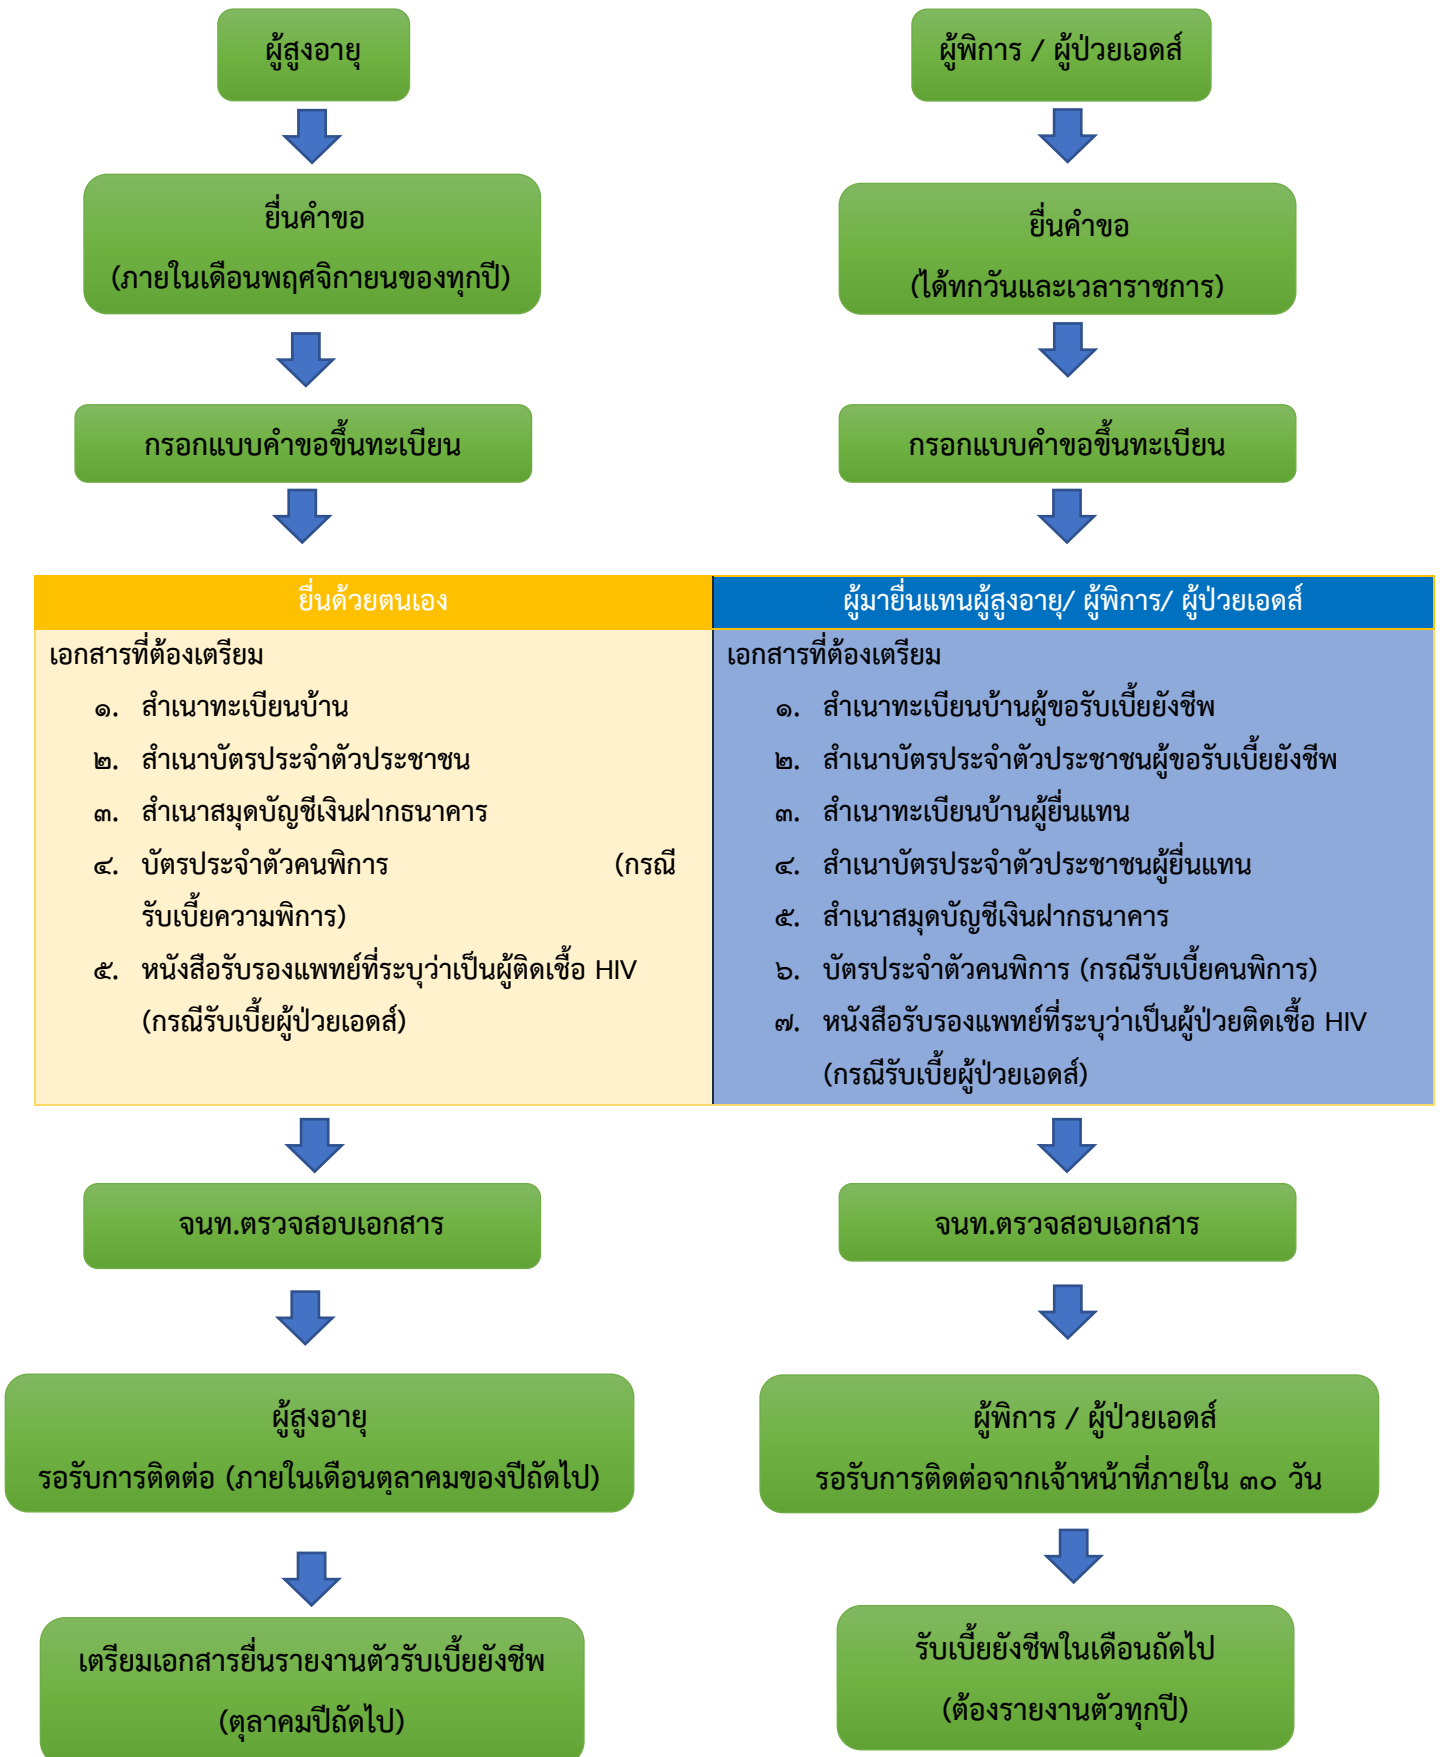 ผู้สูงอายุ
ผู้พิการ / ผู้ป่วยเอดส์
ยื่นคำขอ
(ภายในเดือนพฤศจิกายนของทุกปี)
ยื่นคำขอ
(ได้ทกวันและเวลาราชการ)
กรอกแบบคำขอขึ้นทะเบียน
กรอกแบบคำขอขึ้นทะเบียน
ยื่นด้วยตนเอง
เอกสารที่ต้องเตรียม
๑. สำเนาทะเบียนบ้าน
๒. สำเนาบัตรประจำตัวประชาชน
๓. สำเนาสมุดบัญชีเงินฝากธนาคาร
๔. บัตรประจำตัวคนพิการ (กรณี
รับเบี้ยความพิการ)
๕. หนังสือรับรองแพทย์ที่ระบุว่าเป็นผู้ติดเชื้อ HIV
(กรณีรับเบี้ยผู้ป่วยเอดส์)
ผู้มายื่นแทนผู้สูงอายุ/ ผู้พิการ/ ผู้ป่วยเอดส์
เอกสารที่ต้องเตรียม
๑. สำเนาทะเบียนบ้านผู้ขอรับเบี้ยยังชีพ
๒. สำเนาบัตรประจำตัวประชาชนผู้ขอรับเบี้ยยังชีพ
๓. สำเนาทะเบียนบ้านผู้ยื่นแทน
๔. สำเนาบัตรประจำตัวประชาชนผู้ยื่นแทน
๕. สำเนาสมุดบัญชีเงินฝากธนาคาร
๖. บัตรประจำตัวคนพิการ (กรณีรับเบี้ยคนพิการ)
๗. หนังสือรับรองแพทย์ที่ระบุว่าเป็นผู้ป่วยติดเชื้อ HIV
(กรณีรับเบี้ยผู้ป่วยเอดส์)
จนท.ตรวจสอบเอกสาร
จนท.ตรวจสอบเอกสาร
ผู้สูงอายุ
รอรับการติดต่อ (ภายในเดือนตุลาคมของปีถัดไป)
ผู้พิการ / ผู้ป่วยเอดส์
รอรับการติดต่อจากเจ้าหน้าที่ภายใน ๓๐ วัน
เตรียมเอกสารยื่นรายงานตัวรับเบี้ยยังชีพ
(ตุลาคมปีถัดไป)
รับเบี้ยยังชีพในเดือนถัดไป
(ต้องรายงานตัวทุกปี)